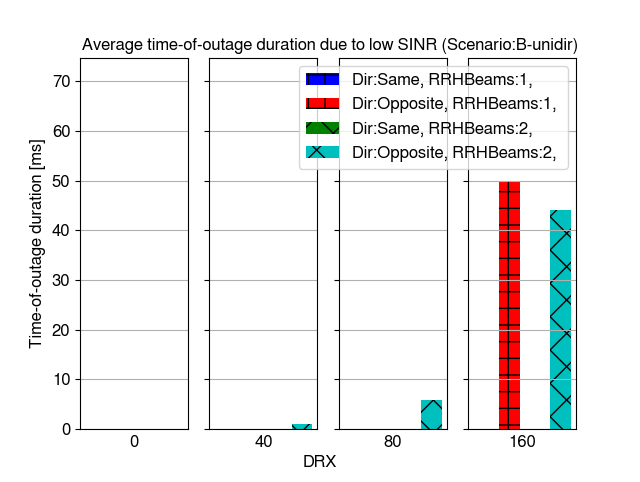 Average time-of-outage duration due to low SINR (Scenario:B-unidir)
Dir:Same, RRHBeams:1,
Dir:Opposite, RRHBeams:1,
Dir:Same, RRHBeams:2,
Dir:Opposite, RRHBeams:2,
Time-of-outage duration [ms]
70
60
50
40
30
20
10
0
0
40
80
160
DRX